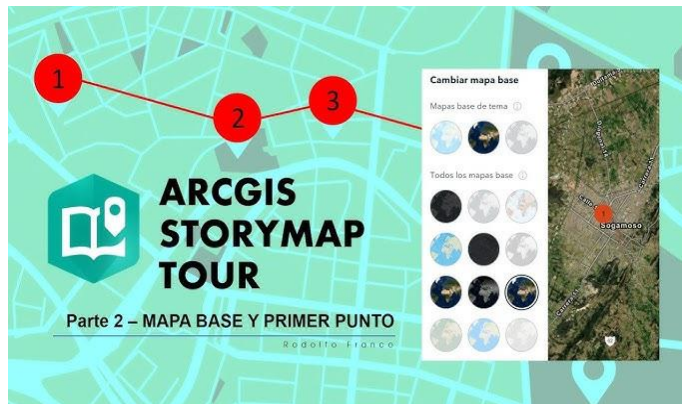 1
2
3
ARCGIS
STORYMAP
TOUR
Parte 2 – MAPA BASE Y PRIMER PUNTO
Rodolfo Franco
Cambiar mapa base
Mapas base de tema
Todos los mapas base
1
Sogamoso